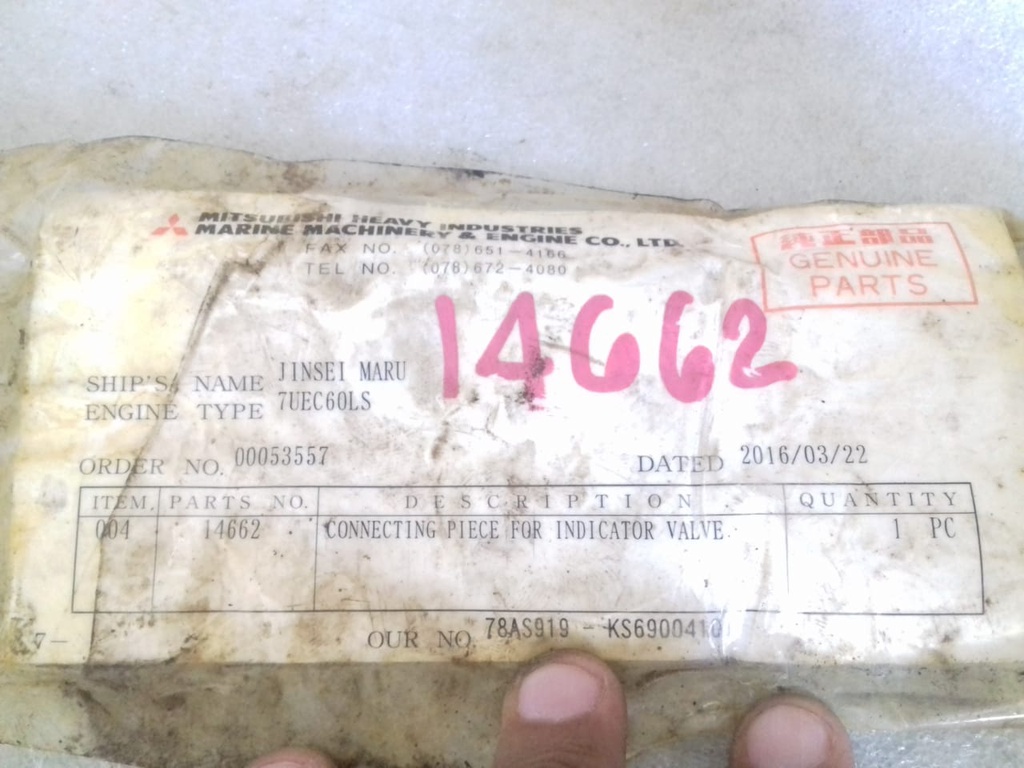 MITSUBISHI HEAVY INDUSTRIES
MARINE MACHINERY & ENGINE CO., LTD.
FAX NO. (078)651-4166
TEL NO. (078)672-4080
純正部品
GENUINE
PARTS
14662
SHIP'S NAME JINSEI MARU
ENGINE TYPE 7UEC60LS
ORDER NO. 00053557 DATED 2016/03/22
ITEM. PARTS NO. DESCRIPTION QUANTITY
004 14662 CONNECTING PIECE FOR INDICATOR VALVE 1 PC
OUR NO. 78AS919 - KS6900410
7-